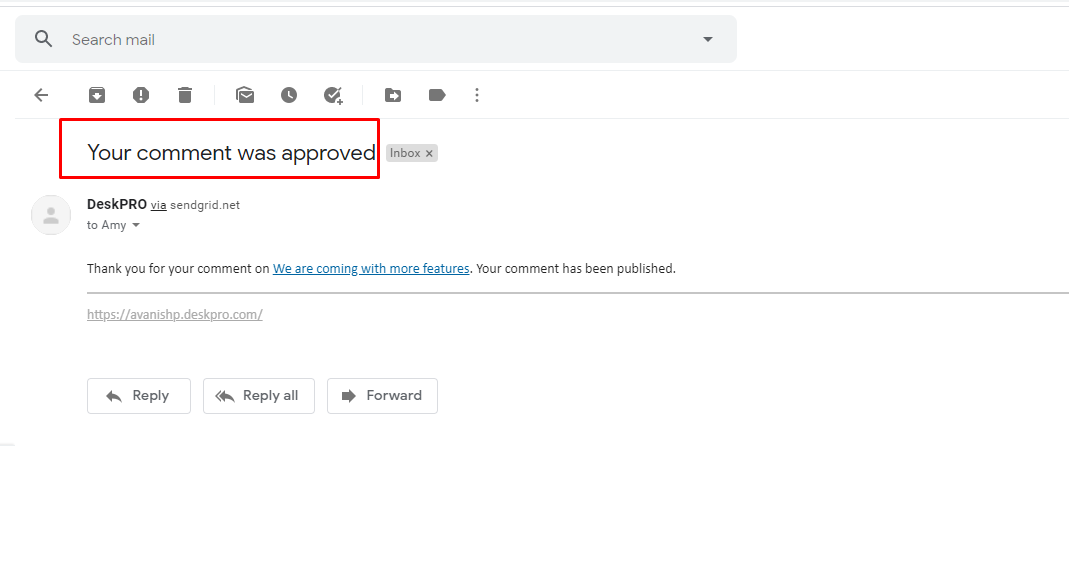 Search mail
Your comment was approved Inbox ×
DeskPRO via sendgrid.net
to Amy
Thank you for your comment on We are coming with more features. Your comment has been published.
https://avanishp.deskpro.com/
Reply Reply all Forward